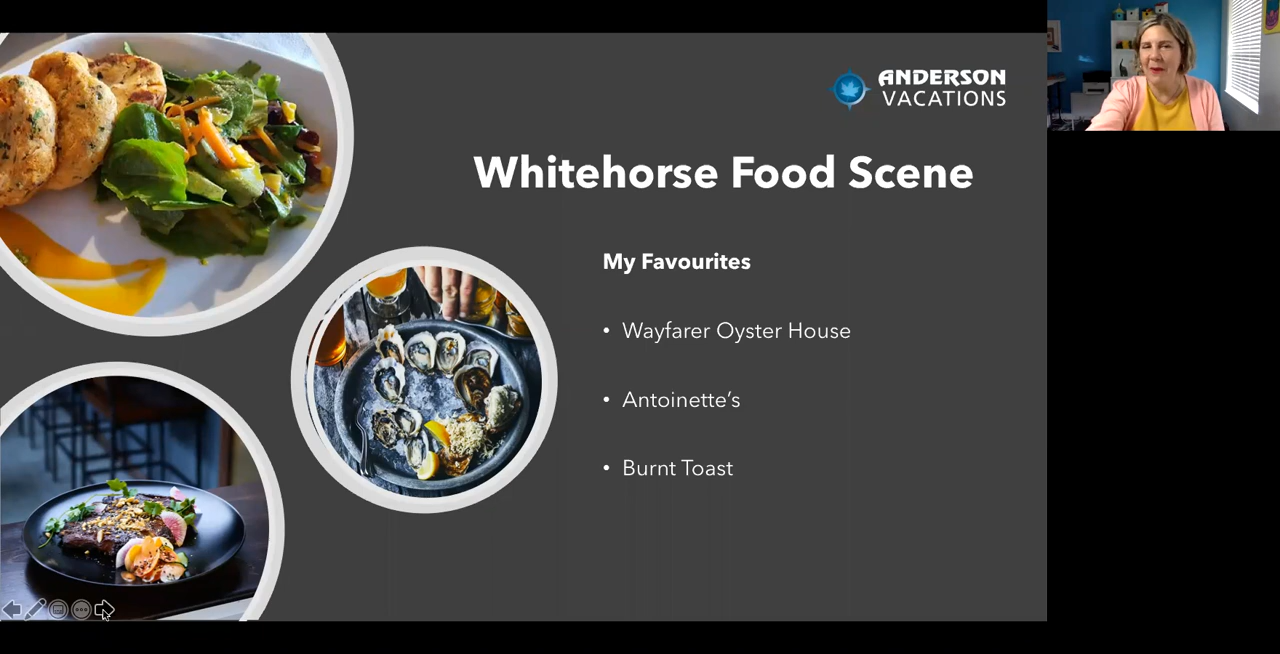 ANDERSON
VACATIONS
Whitehorse Food Scene
My Favourites
• Wayfarer Oyster House
• Antoinette’s
• Burnt Toast